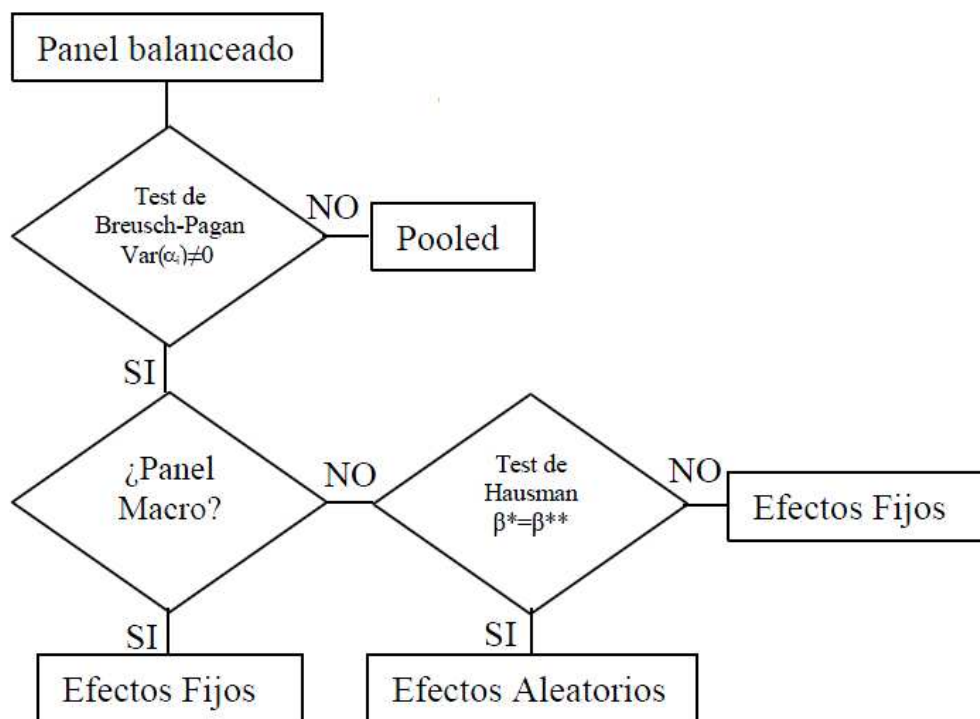 Panel balanceado
Test de
Breusch-Pagan
Var(αᵢ)≠0
NO
Pooled
SI
¿Panel
Macro?
NO
Test de
Hausman
β*=β**
NO
Efectos Fijos
SI
Efectos Fijos
SI
Efectos Aleatorios